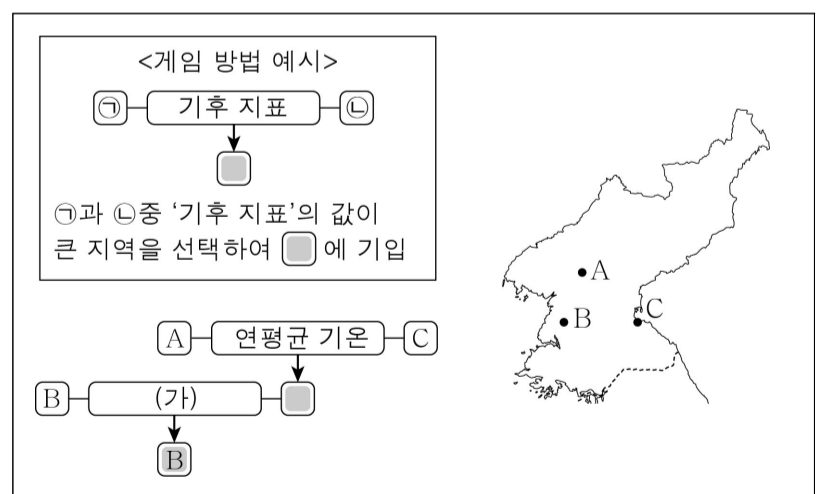 <게임 방법 예시>
㉠ 기후 지표 ㉡
㉠과 ㉡중 ‘기후 지표’의 값이
큰 지역을 선택하여 에 기입
A 연평균 기온 C
B (가)
B
A
B
C